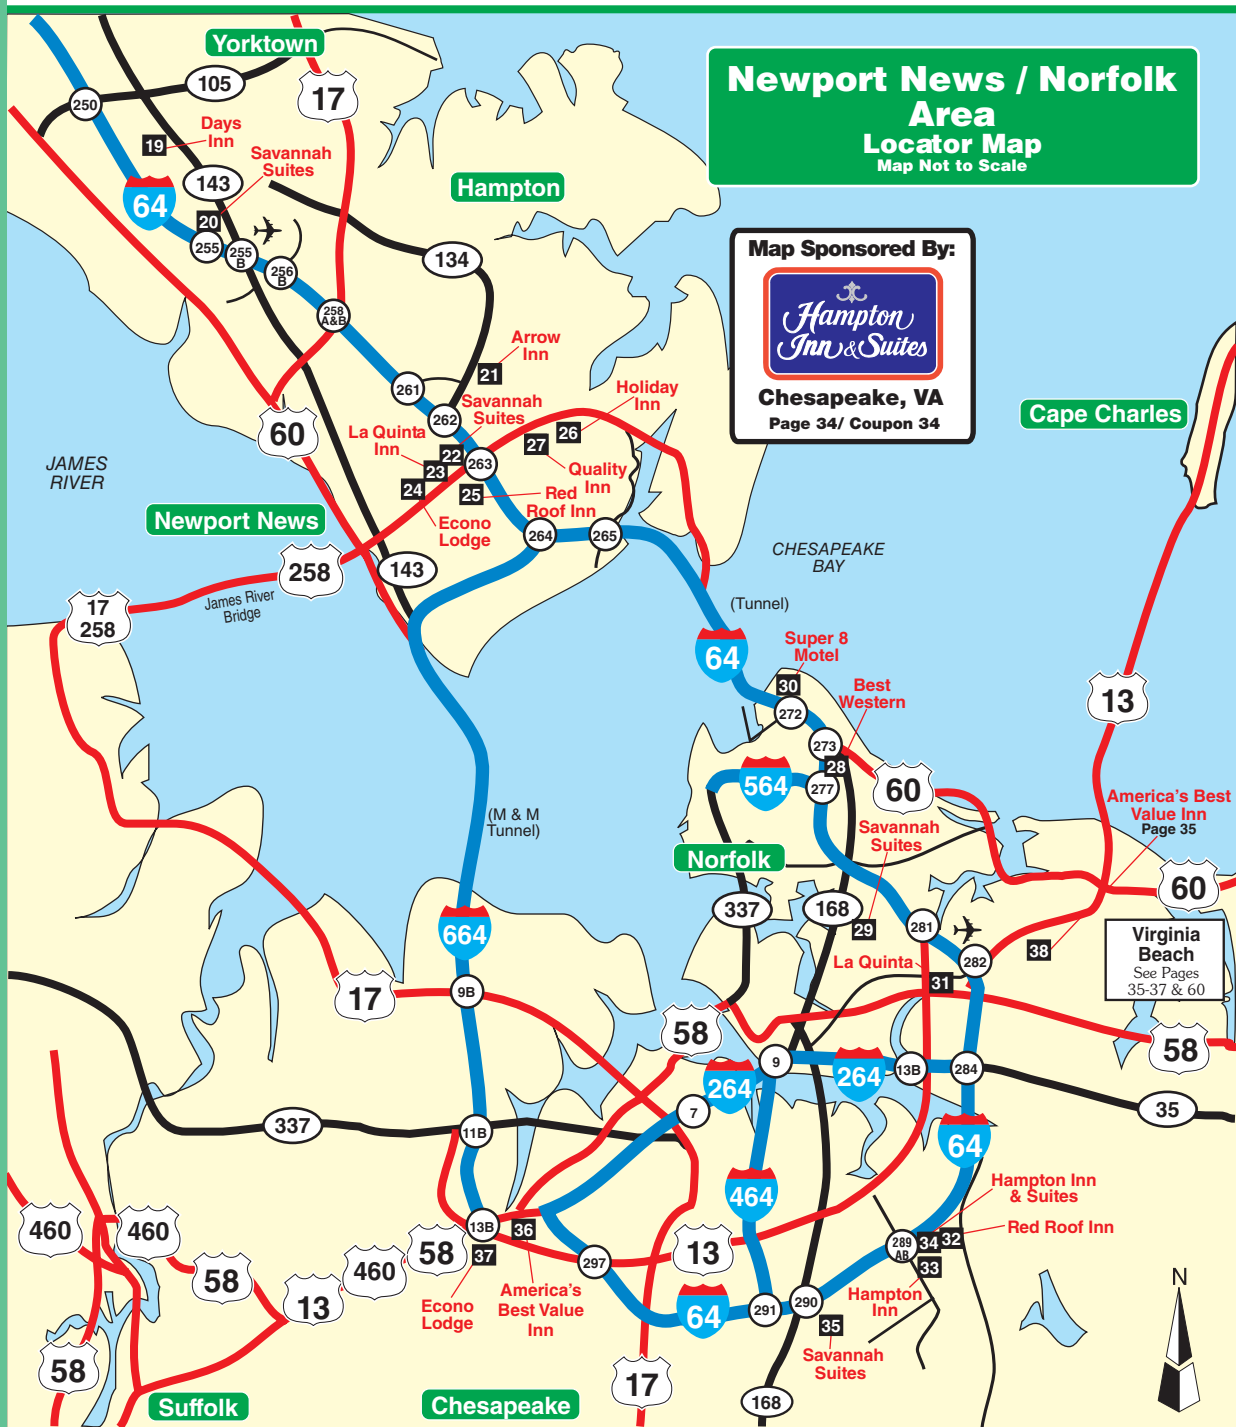 Newport News / Norfolk
Area
Locator Map
Map Not to Scale
Yorktown
105
17
250
Days
Inn
19
Savannah
Suites
143
64
20
Hampton
255
255
B
256
B
134
Map Sponsored By:
Hampton
Inn & Suites
Chesapeake, VA
Page 34/ Coupon 34
258
A&B
Arrow
Inn
21
261
262
Savannah
Suites
Holiday
Inn
Cape Charles
60
La Quinta
Inn
22
23
263
27
26
Quality
Inn
24
25
Red
Roof Inn
Econo
Lodge
JAMES
RIVER
Newport News
264
265
258
143
CHESAPEAKE
BAY
James River
Bridge
17
258
(Tunnel)
64
Super 8
Motel
30
Best
Western
13
272
273
28
564
277
60
America's Best
Value Inn
Page 35
(M & M
Tunnel)
Savannah
Suites
Norfolk
60
337
168
29
281
664
38
Virginia
Beach
See Pages
35-37 & 60
La Quinta
282
31
17
9B
58
58
9
264
264
13B
284
7
35
337
11B
64
464
Hampton Inn
& Suites
Red Roof Inn
460
460
58
13B
36
37
13
289
AB
34
32
33
58
460
297
13
America's
Best Value
Inn
Econo
Lodge
Hampton
Inn
64
291
290
35
Savannah
Suites
N
58
17
168
Suffolk
Chesapeake